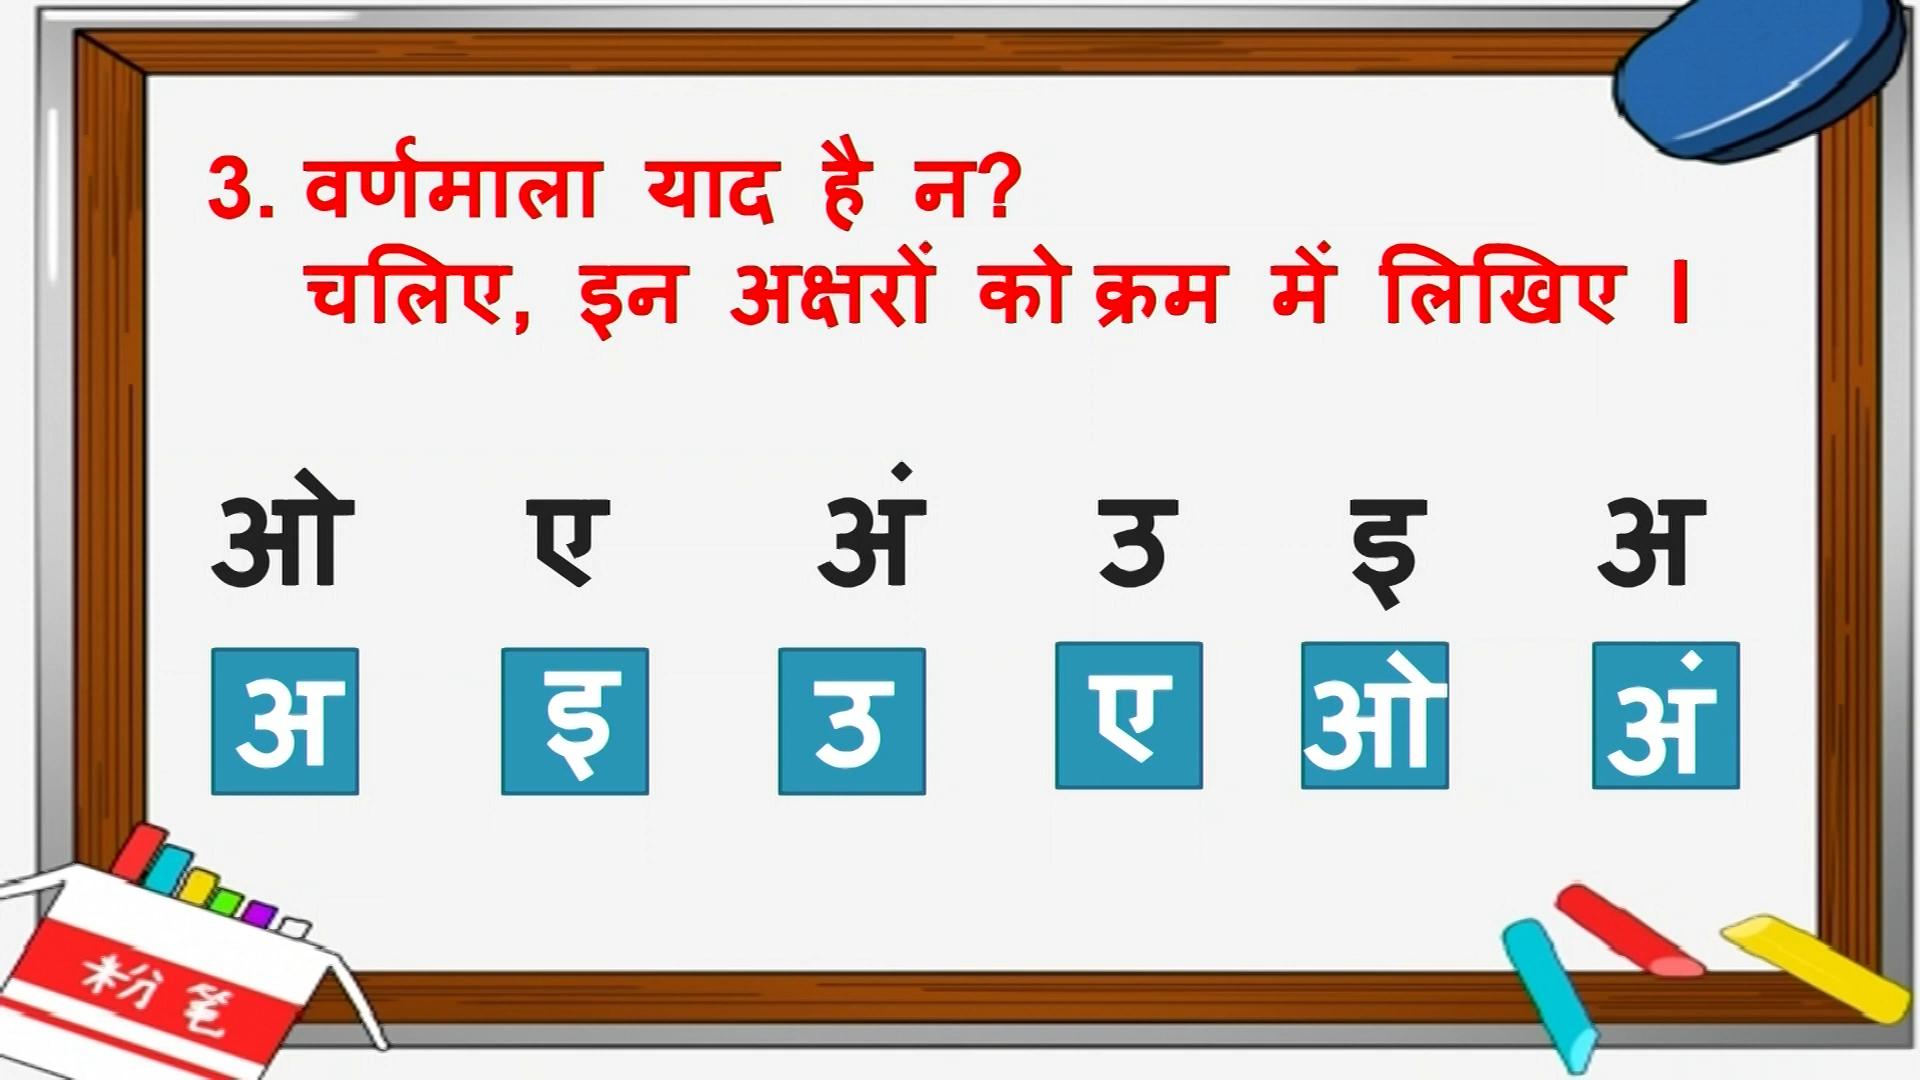 3. वर्णमाला याद है न?
चलिए, इन अक्षरों को क्रम में लिखिए ।
ओ ए अं उ इ अ
अ इ उ ए ओ अं
粉笔